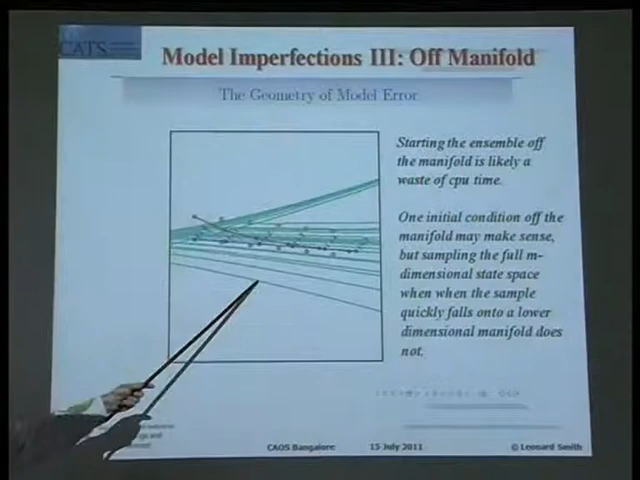 CATS
Model Imperfections III: Off Manifold
The Geometry of Model Error
Starting the ensemble off
the manifold is likely a
waste of cpu time.
One initial condition off the
manifold may make sense,
but sampling the full m-
dimensional state space
when when the sample
quickly falls onto a lower
dimensional manifold does
not.
CAOS Bangalore 15 July 2011 © Leonard Smith